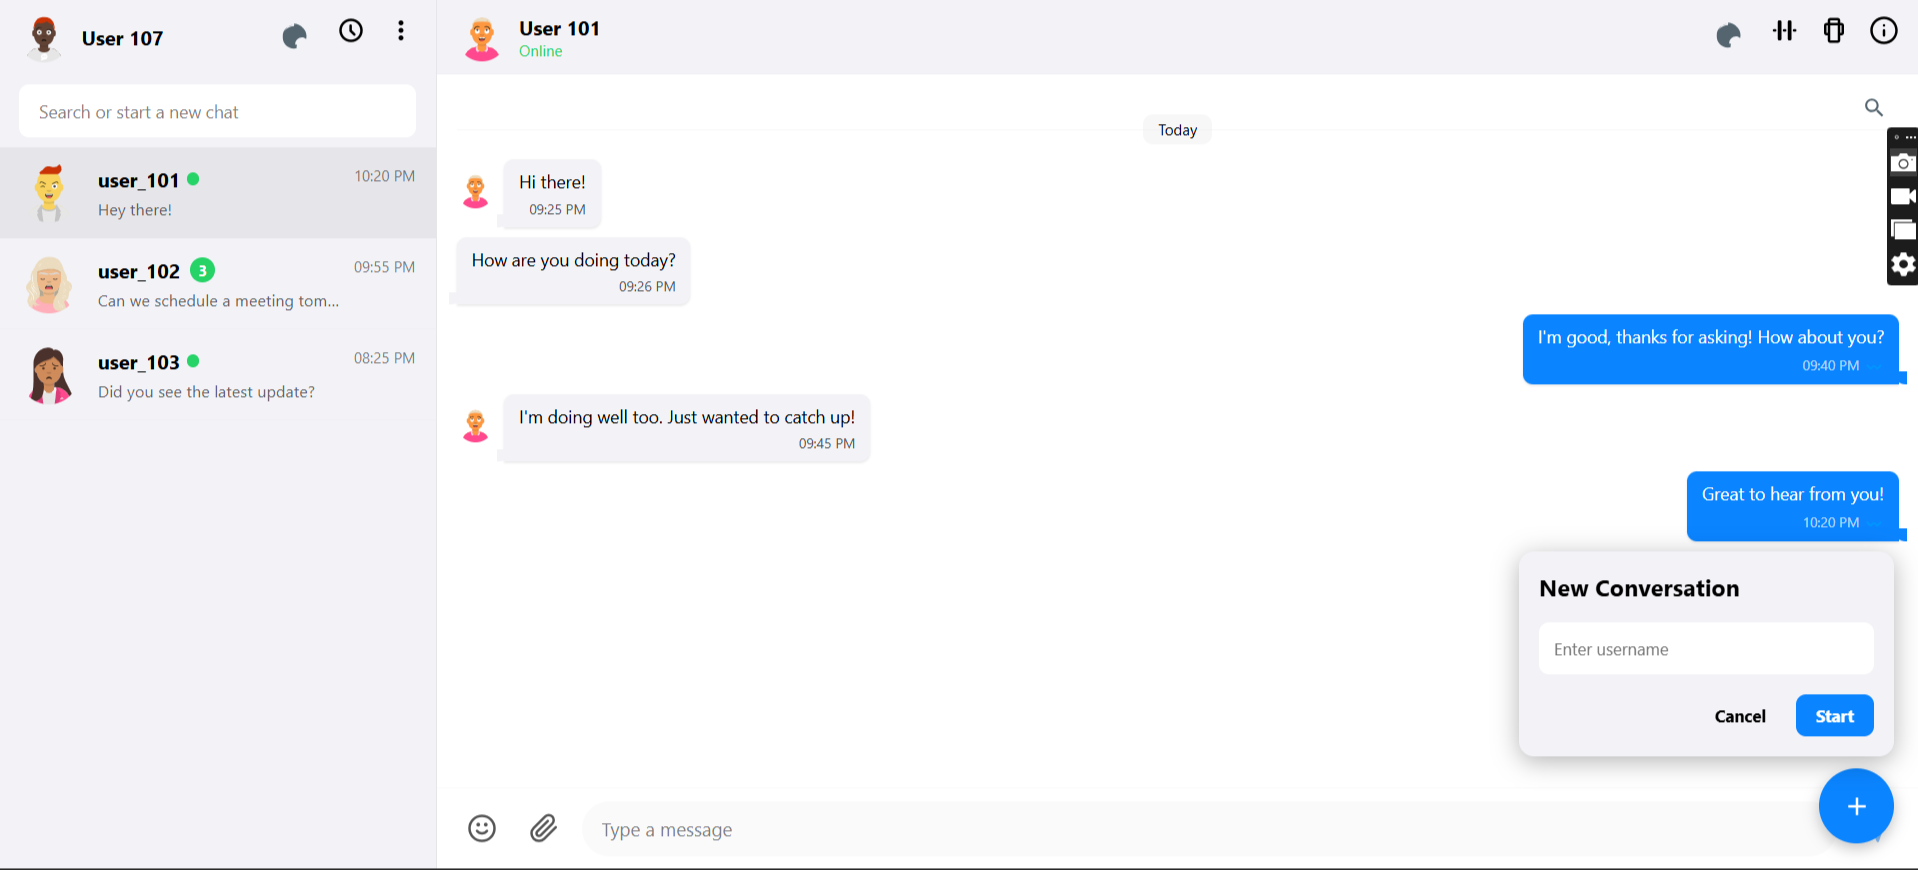 User 107
Search or start a new chat
user_101
10:20 PM
Hey there!
user_102
3
09:55 PM
Can we schedule a meeting tom...
user_103
08:25 PM
Did you see the latest update?
User 101
Online
Today
Hi there!
09:25 PM
How are you doing today?
09:26 PM
I'm good, thanks for asking! How about you?
09:40 PM
I'm doing well too. Just wanted to catch up!
09:45 PM
Great to hear from you!
10:20 PM
New Conversation
Enter username
Cancel
Start
Type a message